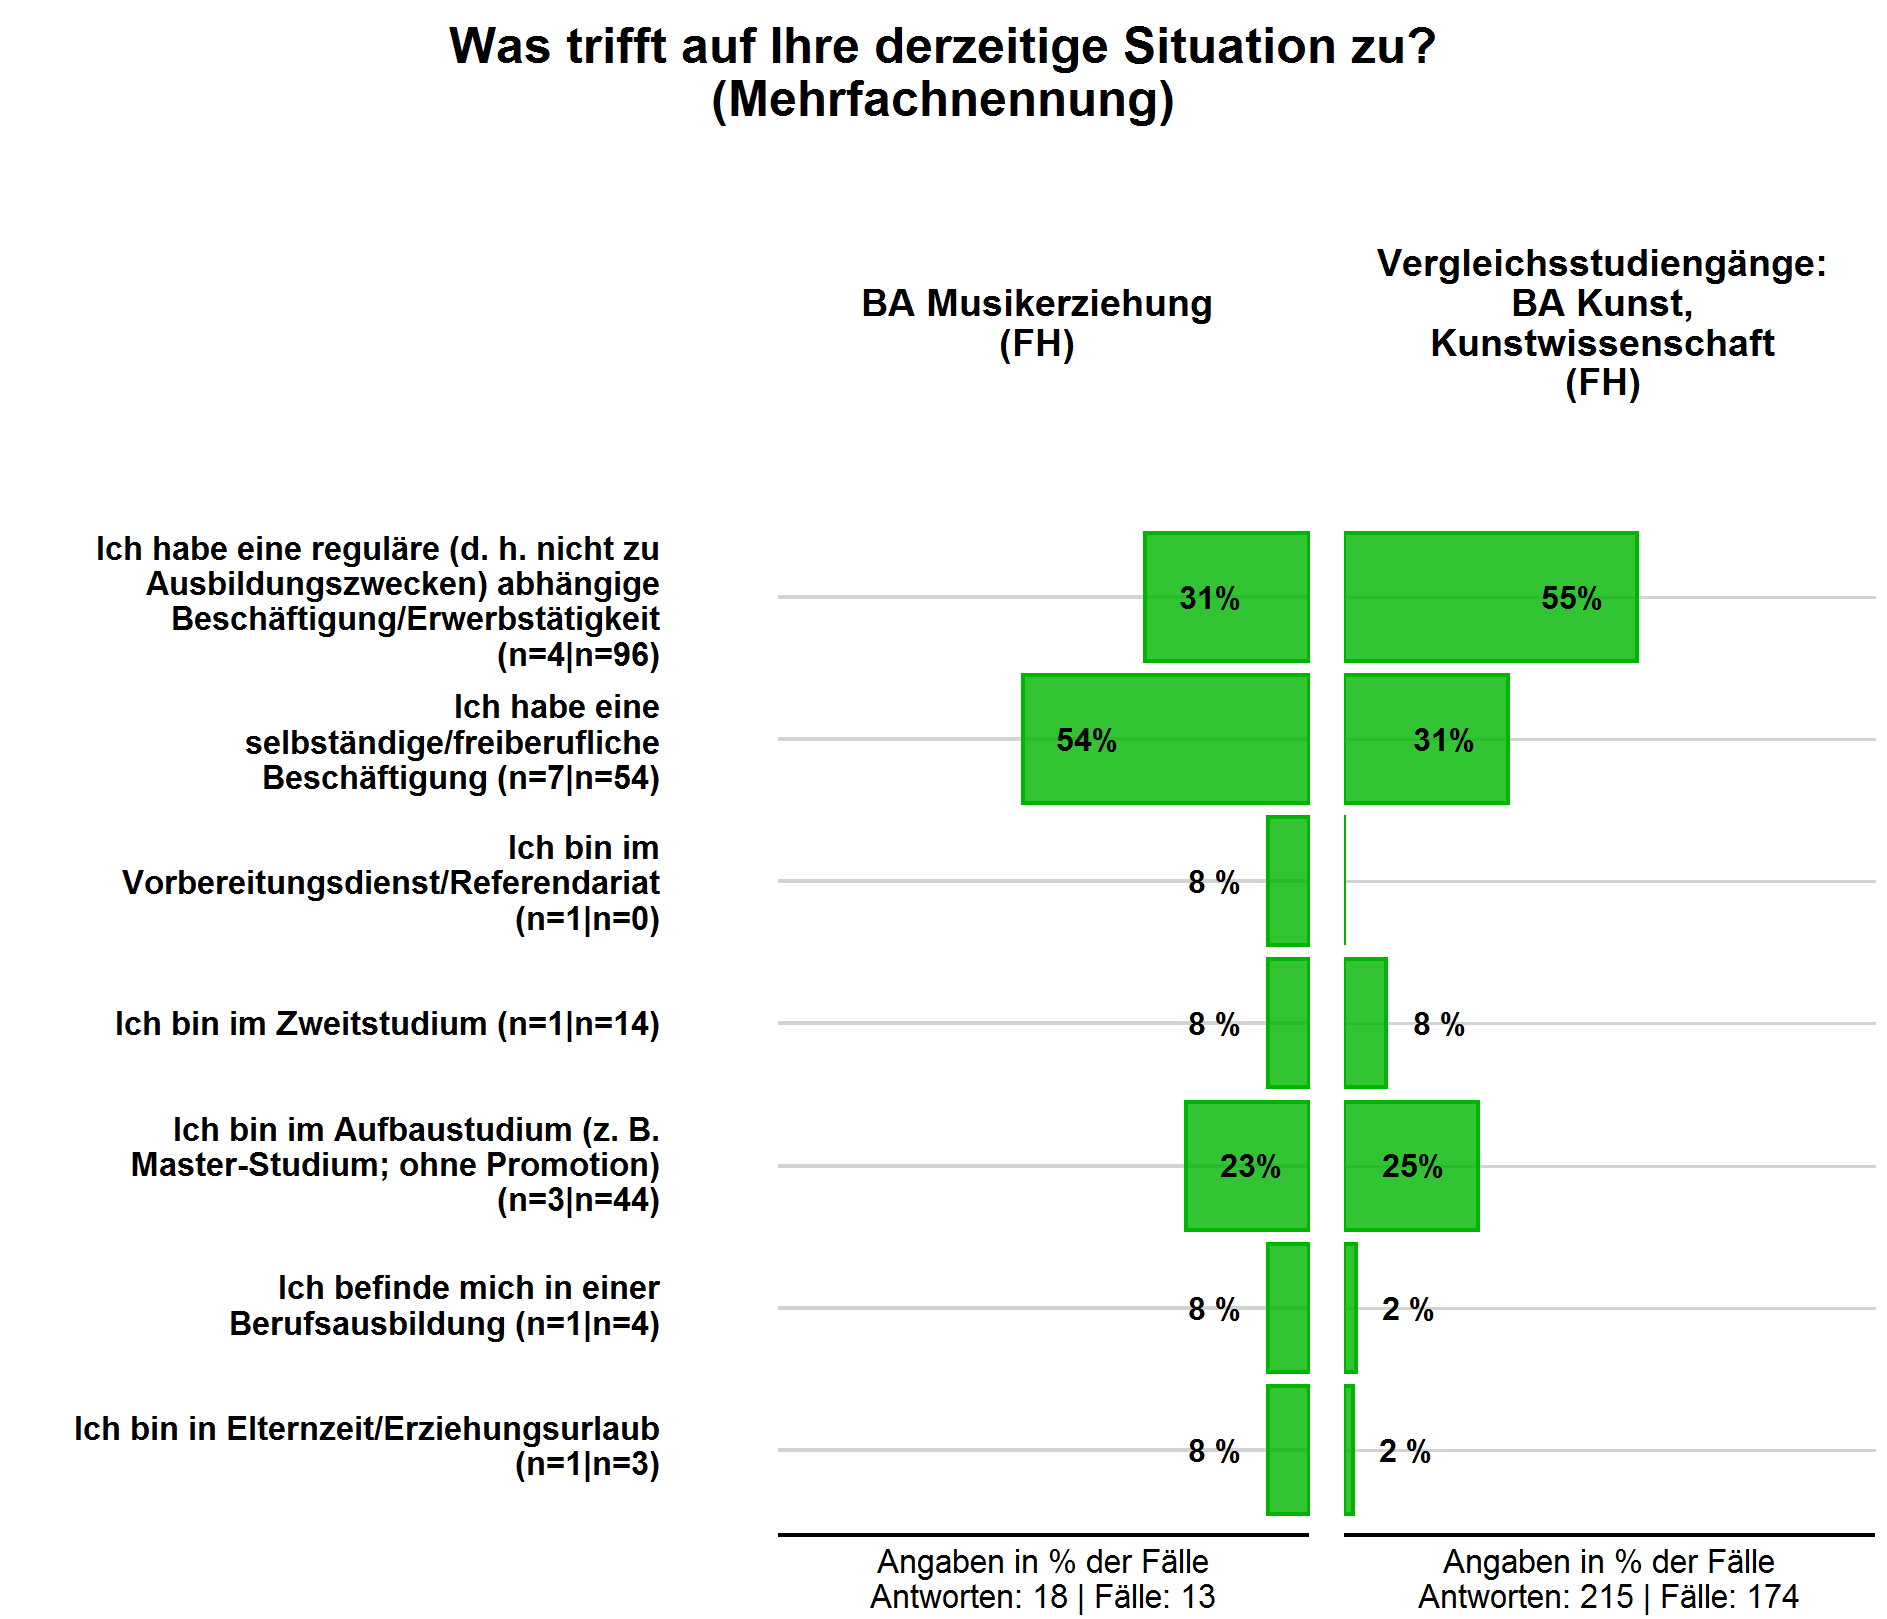 Was trifft auf Ihre derzeitige Situation zu?
(Mehrfachnennung)
BA Musikerziehung
(FH)
Vergleichsstudiengänge:
BA Kunst,
Kunstwissenschaft
(FH)
Ich habe eine reguläre (d. h. nicht zu
Ausbildungszwecken) abhängige
Beschäftigung/Erwerbstätigkeit
(n=4|n=96)
31%
55%
Ich habe eine
selbständige/freiberufliche
Beschäftigung (n=7|n=54)
54%
31%
Ich bin im
Vorbereitungsdienst/Referendariat
(n=1|n=0)
8 %
Ich bin im Zweitstudium (n=1|n=14)
8 %
8 %
Ich bin im Aufbaustudium (z. B.
Master-Studium; ohne Promotion)
(n=3|n=44)
23%
25%
Ich befinde mich in einer
Berufsausbildung (n=1|n=4)
8 %
2 %
Ich bin in Elternzeit/Erziehungsurlaub
(n=1|n=3)
8 %
2 %
Angaben in % der Fälle
Antworten: 18 | Fälle: 13
Angaben in % der Fälle
Antworten: 215 | Fälle: 174